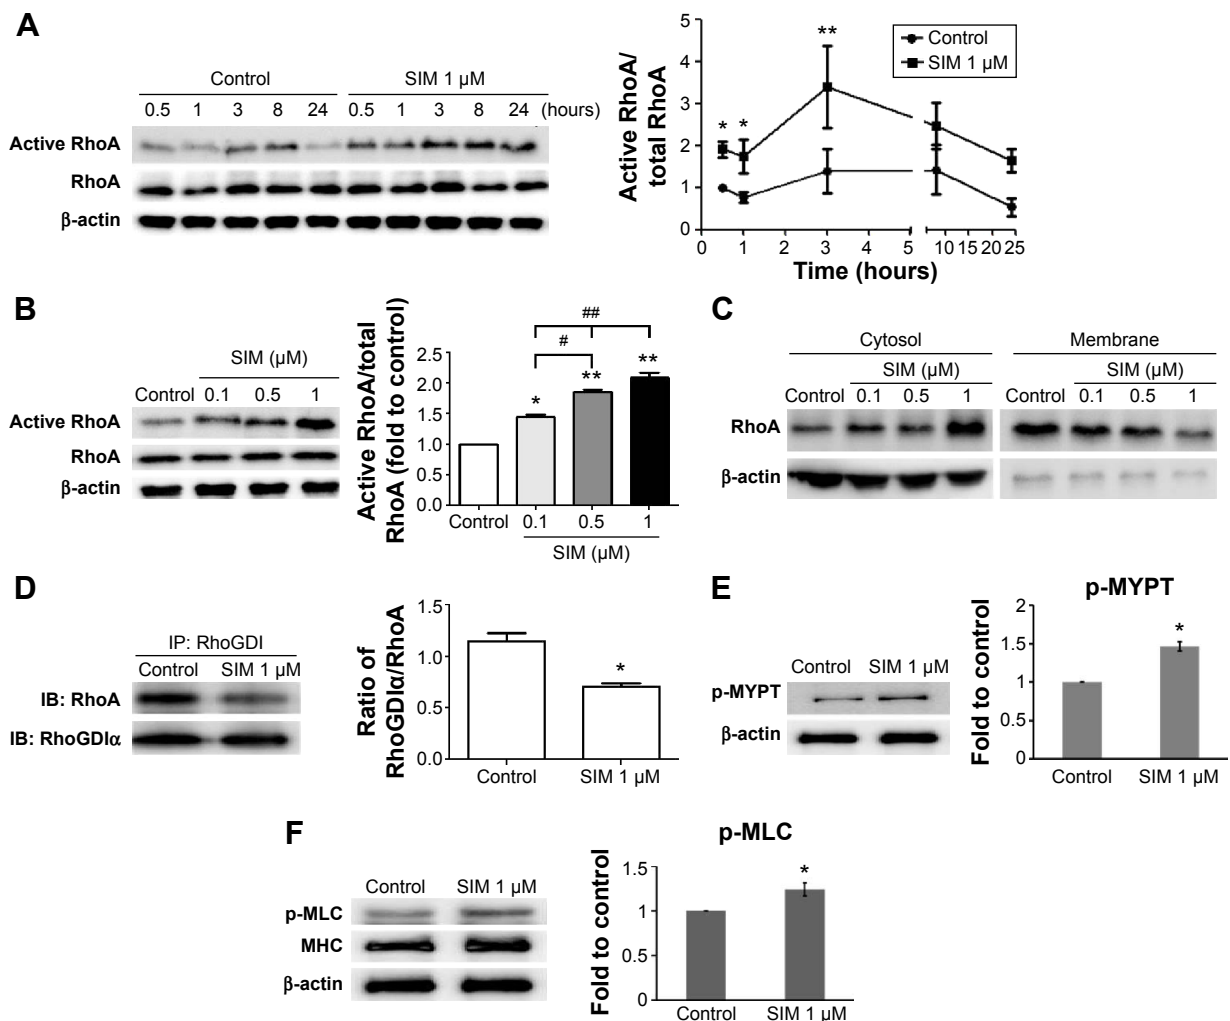 A
Control
SIM 1 µM
0.5 1 3 8 24 0.5 1 3 8 24 (hours)
Active RhoA
RhoA
β-actin
Active RhoA/
total RhoA
5
4
3
2
1
0
**
* *
Control
SIM 1 µM
0 1 2 3 4 5 10 15 20 25
Time (hours)
B
SIM (µM)
Control 0.1 0.5 1
Active RhoA
RhoA
β-actin
Active RhoA/total
RhoA (fold to control)
2.5
2.0
1.5
1.0
0.5
0.0
##
#
* ** **
Control 0.1 0.5 1
SIM (µM)
C
Cytosol Membrane
SIM (µM) SIM (µM)
Control 0.1 0.5 1 Control 0.1 0.5 1
RhoA
β-actin
D
IP: RhoGDI
Control SIM 1 µM
IB: RhoA
IB: RhoGDIα
Ratio of
RhoGDIα/RhoA
1.5
1.0
0.5
0.0
*
Control SIM 1 µM
E
Control SIM 1 µM
p-MYPT
β-actin
p-MYPT
Fold to control
2
1.5
1
0.5
0
*
Control SIM 1 µM
F
Control SIM 1 µM
p-MLC
MHC
β-actin
p-MLC
Fold to control
1.5
1
0.5
0
*
Control SIM 1 µM